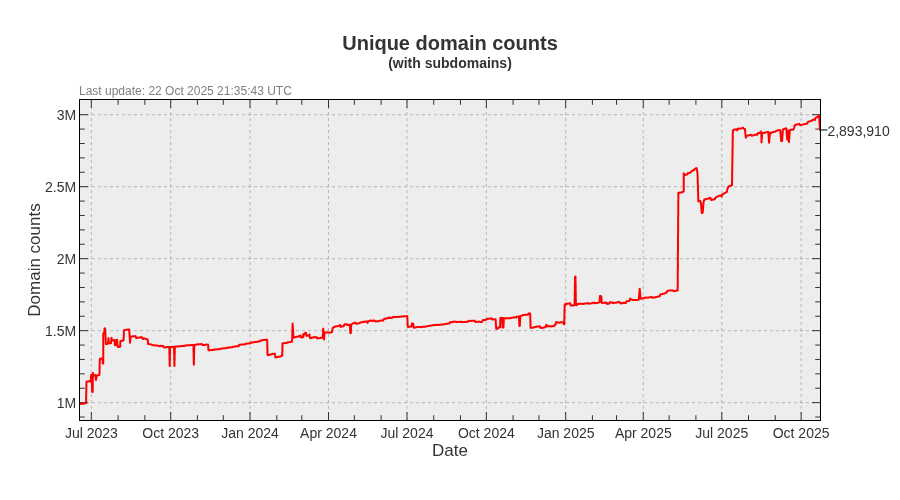 Unique domain counts
(with subdomains)
Last update: 22 Oct 2025 21:35:43 UTC
3M
2,893,910
2.5M
2M
1.5M
1M
Domain counts
Jul 2023 Oct 2023 Jan 2024 Apr 2024 Jul 2024 Oct 2024 Jan 2025 Apr 2025 Jul 2025 Oct 2025
Date